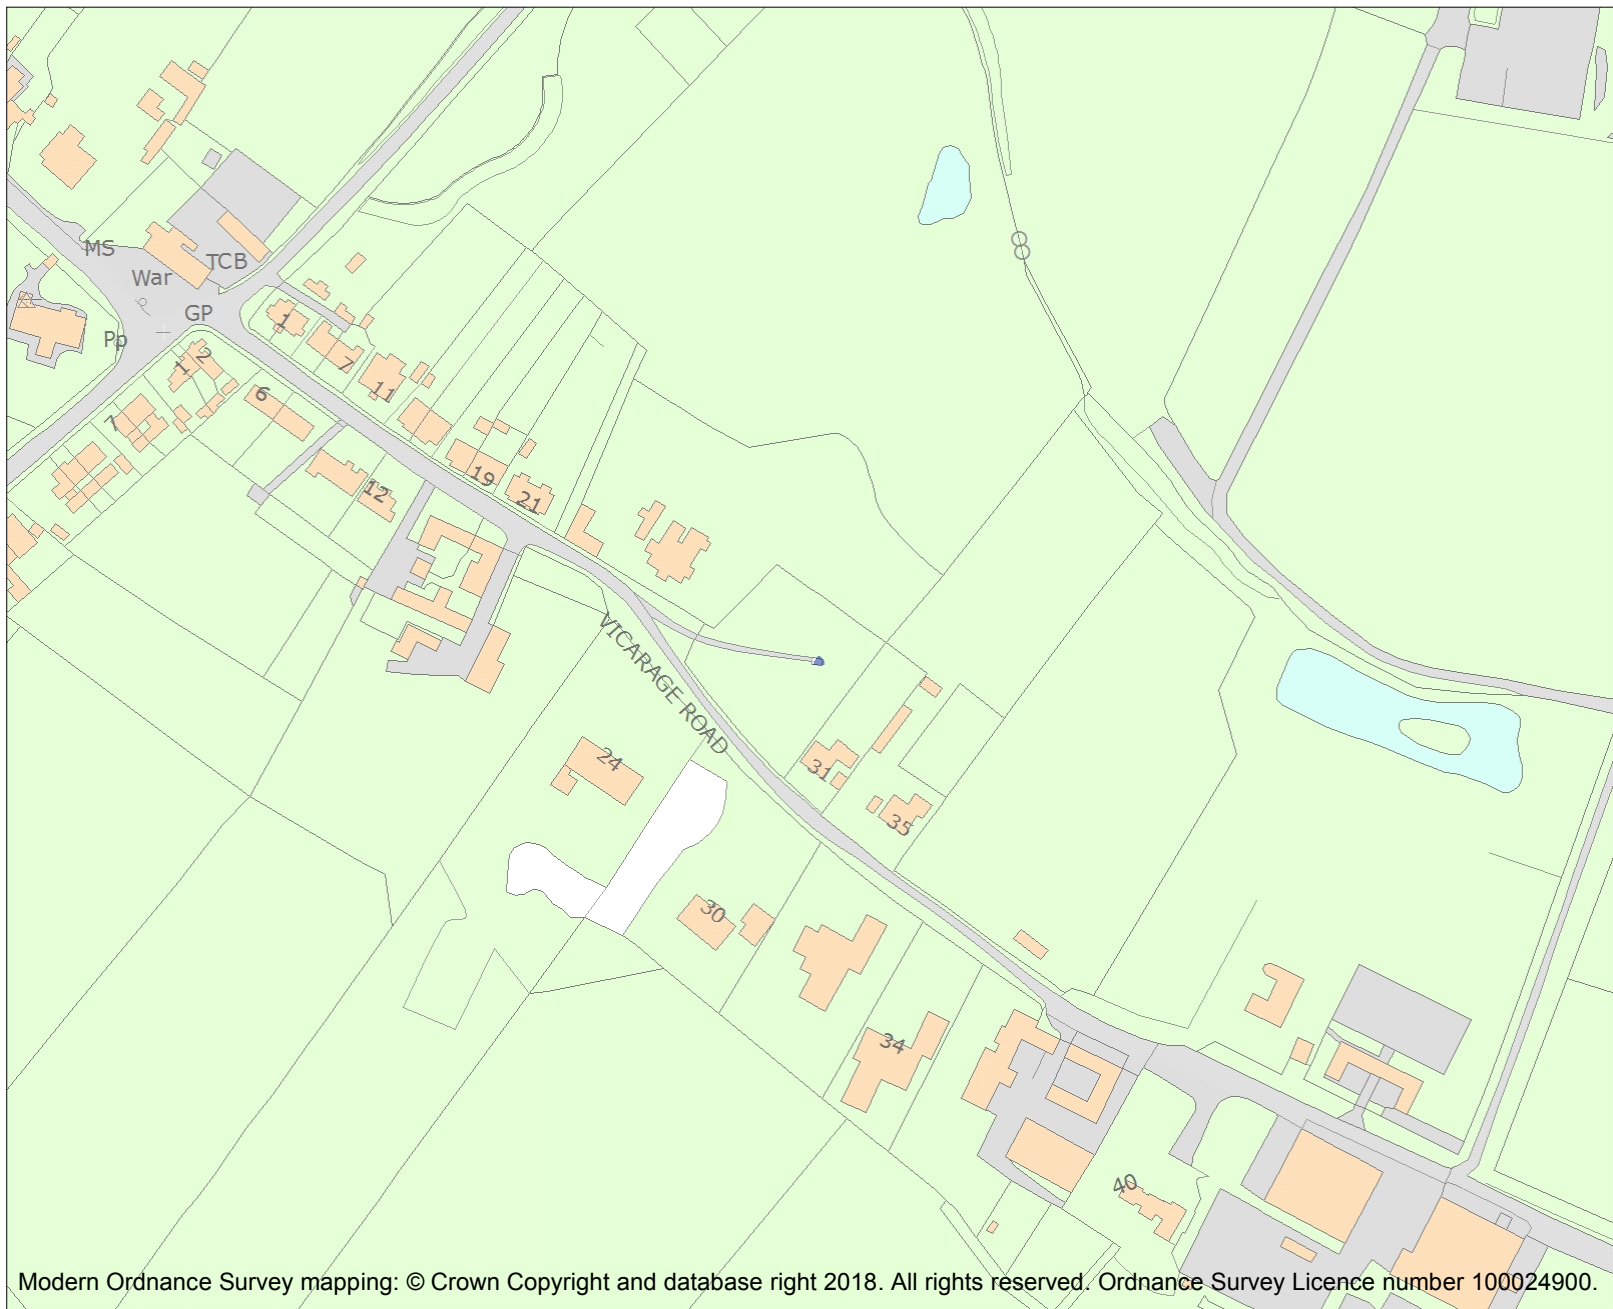 MS
TCB
War
GP
1
Pp
2
1
7
11
6
7
19
12
21
VICARAGE ROAD
24
31
35
30
34
40
Modern Ordnance Survey mapping: © Crown Copyright and database right 2018. All rights reserved. Ordnance Survey Licence number 100024900.